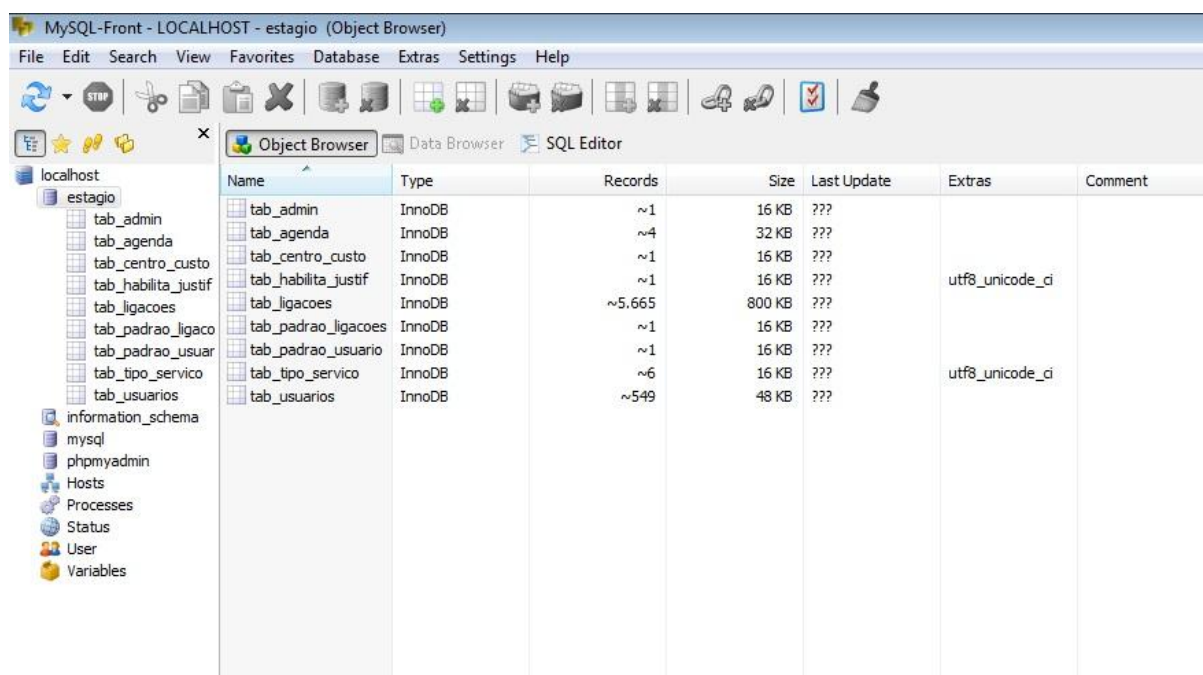 MySQL-Front - LOCALHOST - estagio (Object Browser)
File Edit Search View Favorites Database Extras Settings Help
STOP
Object Browser Data Browser SQL Editor
localhost
estagio
tab_admin
tab_agenda
tab_centro_custo
tab_habilita_justif
tab_ligacoes
tab_padrao_ligaco
tab_padrao_usuar
tab_tipo_servico
tab_usuarios
information_schema
mysql
phpmyadmin
Hosts
Processes
Status
User
Variables
Name Type Records Size Last Update Extras Comment
tab_admin InnoDB ~1 16 KB ???
tab_agenda InnoDB ~4 32 KB ???
tab_centro_custo InnoDB ~1 16 KB ???
tab_habilita_justif InnoDB ~1 16 KB ??? utf8_unicode_ci
tab_ligacoes InnoDB ~5.665 800 KB ???
tab_padrao_ligacoes InnoDB ~1 16 KB ???
tab_padrao_usuario InnoDB ~1 16 KB ???
tab_tipo_servico InnoDB ~6 16 KB ??? utf8_unicode_ci
tab_usuarios InnoDB ~549 48 KB ???